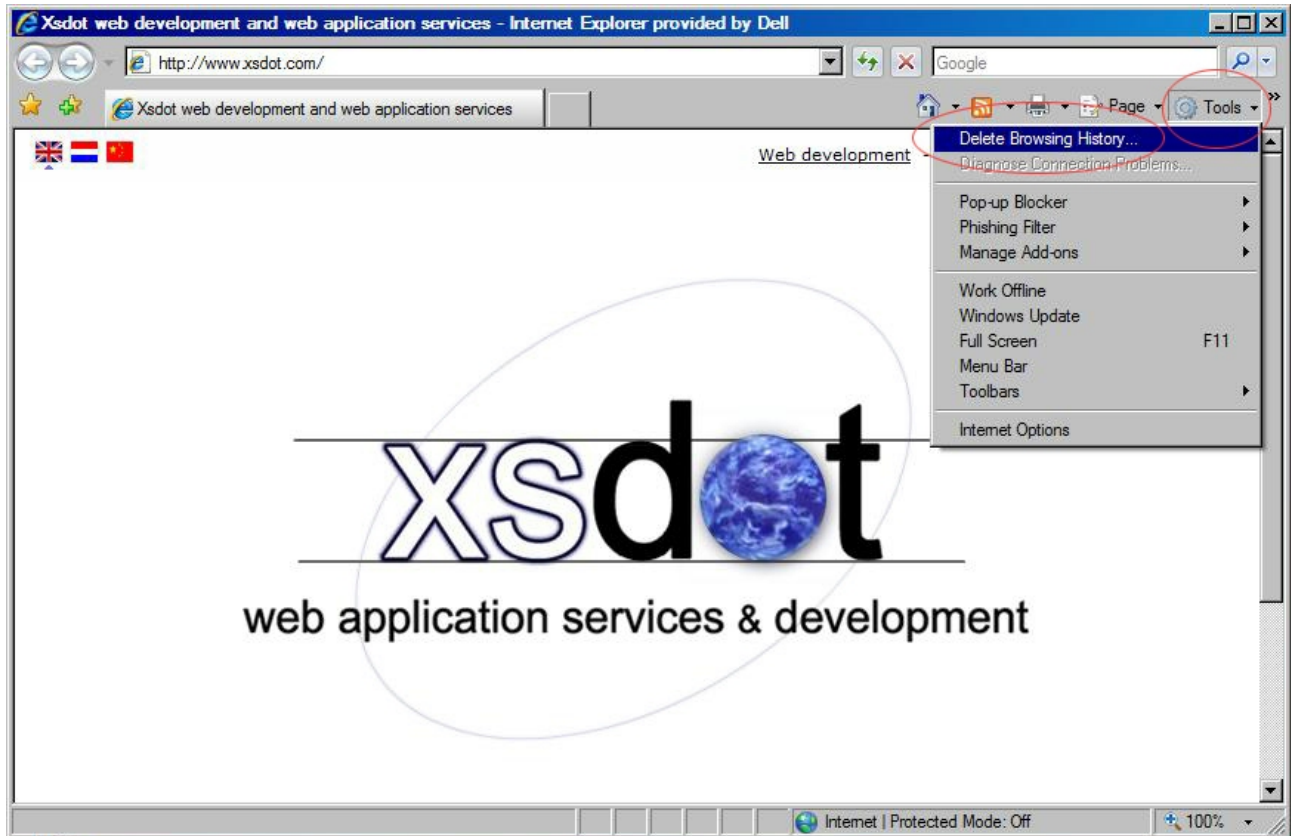 Xsdot web development and web application services - Internet Explorer provided by Dell
http://www.xsdot.com/
Google
Xsdot web development and web application services
Page
Tools
»
Web development
Delete Browsing History...
Diagnose Connection Problems...
Pop-up Blocker
Phishing Filter
Manage Add-ons
Work Offline
Windows Update
Full Screen F11
Menu Bar
Toolbars
Internet Options
xsdot
web application services & development
Internet | Protected Mode: Off
100%